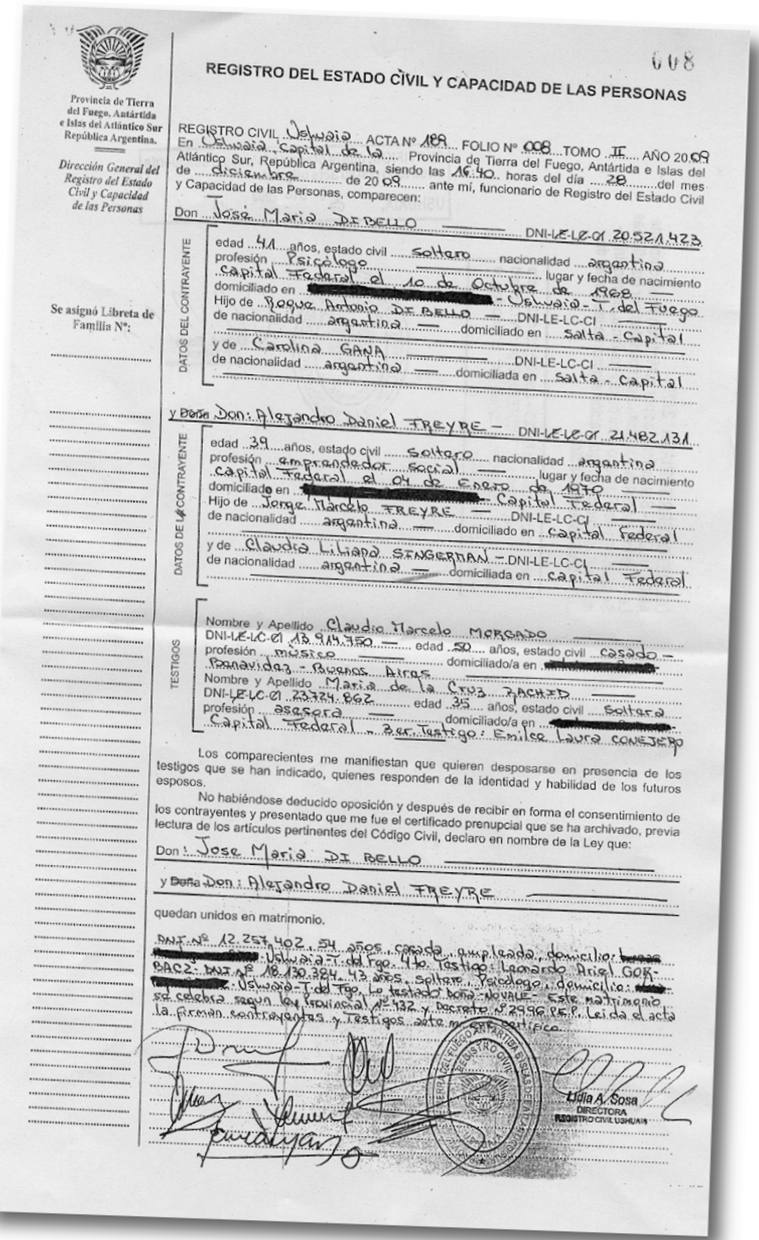 008
REGISTRO DEL ESTADO CIVIL Y CAPACIDAD DE LAS PERSONAS
Provincia de Tierra
del Fuego, Antártida
e Islas del Atlántico Sur
República Argentina.
Dirección General del
Registro del Estado
Civil y Capacidad
de las Personas
Se asignó Libreta de
Familia Nº:
REGISTRO CIVIL Ushuaia ACTA Nº 189 FOLIO Nº 008 TOMO II AÑO 2009
En Ushuaia Capital de la Provincia de Tierra del Fuego, Antártida e Islas del
Atlántico Sur, República Argentina, siendo las 16.40 horas del día 28 del mes
de diciembre de 2009 ante mí, funcionario de Registro del Estado Civil
y Capacidad de las Personas, comparecen:
Don José Maria DI BELLO DNI-LE-LC-CI 20.521.423
DATOS DEL CONTRAYENTE
edad 41 años, estado civil soltero nacionalidad argentina
profesión Psicólogo lugar y fecha de nacimiento
Capital Federal el 10 de Octubre de 1968
domiciliado en - Ushuaia - T. del Fuego
Hijo de Roque Antonio DI BELLO DNI-LE-LC-CI
de nacionalidad argentina domiciliado en Salta - Capital
y de Carolina GANA DNI-LE-LC-CI
de nacionalidad argentina domiciliada en Salta - Capital
y Doña Don: Alejandro Daniel FREYRE - DNI-LE-LC-CI 21.482.131
DATOS DE LA CONTRAYENTE
edad 39 años, estado civil soltero nacionalidad argentina
profesión emprendedor social lugar y fecha de nacimiento
Capital Federal el 04 de Enero de 1970
domiciliado en - Capital Federal
Hijo de Jorge Marcelo FREYRE DNI-LE-LC-CI
de nacionalidad argentina domiciliado en Capital Federal
y de Claudia Liliana SINGERMAN - DNI-LE-LC-CI
de nacionalidad argentina domiciliada en Capital Federal
TESTIGOS
Nombre y Apellido Claudio Marcelo MORGADO
DNI-LE-LC-CI 13.914.750 edad 50 años, estado civil casado -
profesión músico domiciliado/a en
Benavidez - Buenos Aires
Nombre y Apellido Maria de la Cruz RACHID
DNI-LE-LC-CI 23724.862 edad 35 años, estado civil Soltera
profesión asesora domiciliado/a en
Capital Federal - 3er. Testigo: Emilce Laura CONEJERO
Los comparecientes me manifiestan que quieren desposarse en presencia de los
testigos que se han indicado, quienes responden de la identidad y habilidad de los futuros
esposos.
No habiéndose deducido oposición y después de recibir en forma el consentimiento de
los contrayentes y presentado que me fue el certificado prenupcial que se ha archivado, previa
lectura de los artículos pertinentes del Código Civil, declaro en nombre de la Ley que:
Don: Jose Maria DI BELLO
y Doña Don: Alejandro Daniel FREYRE
quedan unidos en matrimonio.
DNI. Nº 12.257.402, 54 años, casada, empleada, domicilio:
- Ushuaia - T. del Fgo. 4to. Testigo: Leonardo Ariel GOR-
BACZ: DNI. Nº 18.130.384, 43 años, soltero, Psicólogo, domicilio:
- Ushuaia - T. del Fgo. Lo testado Doña - NO VALE - Este matrimonio
se celebra segun ley Provincial Nº 432 y Decreto Nº 2996 P.E.P. Leida el acta
la firman contrayentes y Testigos ante mi certifico
REGISTRO CIVIL
Lidia A. Sosa
DIRECTORA
REGISTRO CIVIL USHUAIA